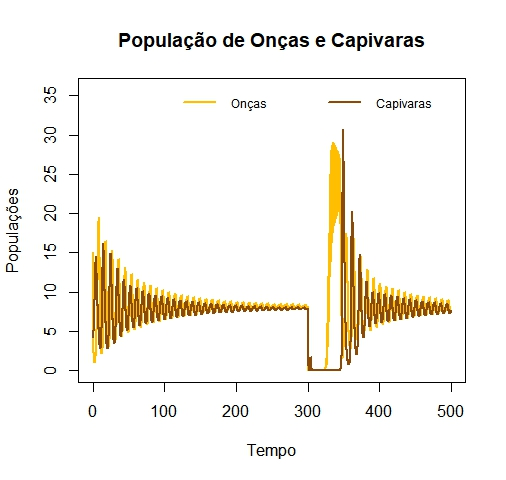 População de Onças e Capivaras
Onças
Capivaras
35
30
25
20
15
10
5
0
Populações
0 100 200 300 400 500
Tempo